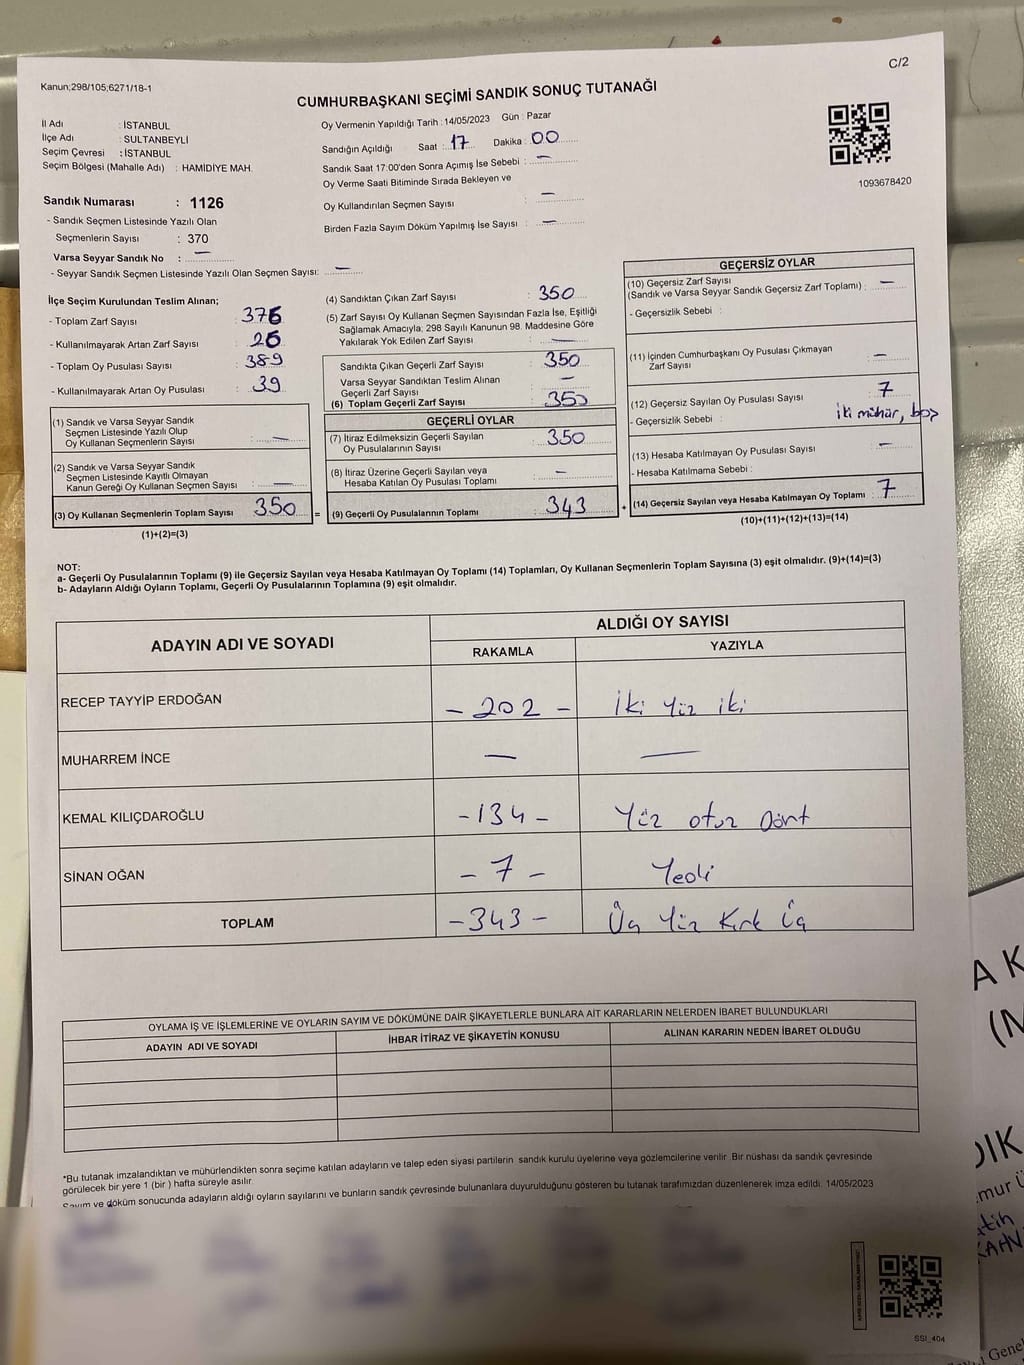 C/2
Kanun;298/105;6271/18-1
CUMHURBAŞKANI SEÇİMİ SANDIK SONUÇ TUTANAĞI
İl Adı : İSTANBUL
İlçe Adı : SULTANBEYLİ
Seçim Çevresi : İSTANBUL
Seçim Bölgesi (Mahalle Adı) : HAMİDİYE MAH.
Sandık Numarası : 1126
- Sandık Seçmen Listesinde Yazılı Olan
Seçmenlerin Sayısı : 370
Varsa Seyyar Sandık No : —
- Seyyar Sandık Seçmen Listesinde Yazılı Olan Seçmen Sayısı: —
Oy Vermenin Yapıldığı Tarih : 14/05/2023 Gün : Pazar
Sandığın Açıldığı Saat : 17 Dakika : 00
Sandık Saat 17:00'den Sonra Açımış İse Sebebi : —
Oy Verme Saati Bitiminde Sırada Bekleyen ve
Oy Kullandırılan Seçmen Sayısı : —
Birden Fazla Sayım Döküm Yapılmış İse Sayısı : —
1093678420
İlçe Seçim Kurulundan Teslim Alınan;
- Toplam Zarf Sayısı : 376
- Kullanılmayarak Artan Zarf Sayısı : 26
- Toplam Oy Pusulası Sayısı : 389
- Kullanılmayarak Artan Oy Pusulası : 39
(1) Sandık ve Varsa Seyyar Sandık
Seçmen Listesinde Yazılı Olup
Oy Kullanan Seçmenlerin Sayısı : —
(2) Sandık ve Varsa Seyyar Sandık
Seçmen Listesinde Kayıtlı Olmayan
Kanun Gereği Oy Kullanan Seçmen Sayısı : —
(3) Oy Kullanan Seçmenlerin Toplam Sayısı 350 =
(1)+(2)=(3)
(4) Sandıktan Çıkan Zarf Sayısı : 350
(5) Zarf Sayısı Oy Kullanan Seçmen Sayısından Fazla İse, Eşitliği
Sağlamak Amacıyla; 298 Sayılı Kanunun 98. Maddesine Göre
Yakılarak Yok Edilen Zarf Sayısı : —
Sandıkta Çıkan Geçerli Zarf Sayısı : 350
Varsa Seyyar Sandıktan Teslim Alınan
Geçerli Zarf Sayısı : —
(6) Toplam Geçerli Zarf Sayısı : 350
GEÇERLİ OYLAR
(7) İtiraz Edilmeksizin Geçerli Sayılan
Oy Pusulalarının Sayısı : 350
(8) İtiraz Üzerine Geçerli Sayılan veya
Hesaba Katılan Oy Pusulası Toplamı : —
(9) Geçerli Oy Pusulalarının Toplamı : 343 +
GEÇERSİZ OYLAR
(10) Geçersiz Zarf Sayısı
(Sandık ve Varsa Seyyar Sandık Geçersiz Zarf Toplamı) : —
- Geçersizlik Sebebi :
(11) İçinden Cumhurbaşkanı Oy Pusulası Çıkmayan
Zarf Sayısı : —
(12) Geçersiz Sayılan Oy Pusulası Sayısı : 7
- Geçersizlik Sebebi : iki mühür, boş
(13) Hesaba Katılmayan Oy Pusulası Sayısı : —
- Hesaba Katılmama Sebebi :
(14) Geçersiz Sayılan veya Hesaba Katılmayan Oy Toplamı : 7
(10)+(11)+(12)+(13)=(14)
NOT:
a- Geçerli Oy Pusulalarının Toplamı (9) ile Geçersiz Sayılan veya Hesaba Katılmayan Oy Toplamı (14) Toplamları, Oy Kullanan Seçmenlerin Toplam Sayısına (3) eşit olmalıdır. (9)+(14)=(3)
b- Adayların Aldığı Oyların Toplamı, Geçerli Oy Pusulalarının Toplamına (9) eşit olmalıdır.
ADAYIN ADI VE SOYADI ALDIĞI OY SAYISI
RAKAMLA YAZIYLA
RECEP TAYYİP ERDOĞAN - 202 - İki Yüz iki
MUHARREM İNCE — —
KEMAL KILIÇDAROĞLU -134- Yüz otuz Dört
SİNAN OĞAN - 7 - Yedi
TOPLAM -343- Üç Yüz Kırk Üç
OYLAMA İŞ VE İŞLEMLERİNE VE OYLARIN SAYIM VE DÖKÜMÜNE DAİR ŞİKAYETLERLE BUNLARA AİT KARARLARIN NELERDEN İBARET BULUNDUKLARI
ADAYIN ADI VE SOYADI İHBAR İTİRAZ VE ŞİKAYETİN KONUSU ALINAN KARARIN NEDEN İBARET OLDUĞU
*Bu tutanak imzalandıktan ve mühürlendikten sonra seçime katılan adayların ve talep eden siyasi partilerin sandık kurulu üyelerine veya gözlemcilerine verilir. Bir nüshası da sandık çevresinde
görülecek bir yere 1 (bir ) hafta süreyle asılır.
Sayım ve döküm sonucunda adayların aldığı oyların sayılarını ve bunların sandık çevresinde bulunanlara duyurulduğunu gösteren bu tutanak tarafımızdan düzenlenerek imza edildi. 14/05/2023
SSI_404